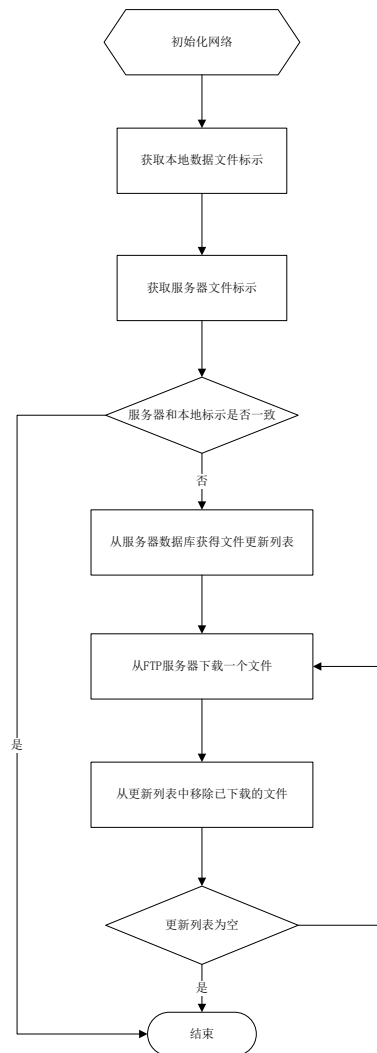 初始化网络
获取本地数据文件标示
获取服务器文件标示
服务器和本地标示是否一致
否
从服务器数据库获得文件更新列表
从FTP服务器下载一个文件
是
从更新列表中移除已下载的文件
更新列表为空
是
结束